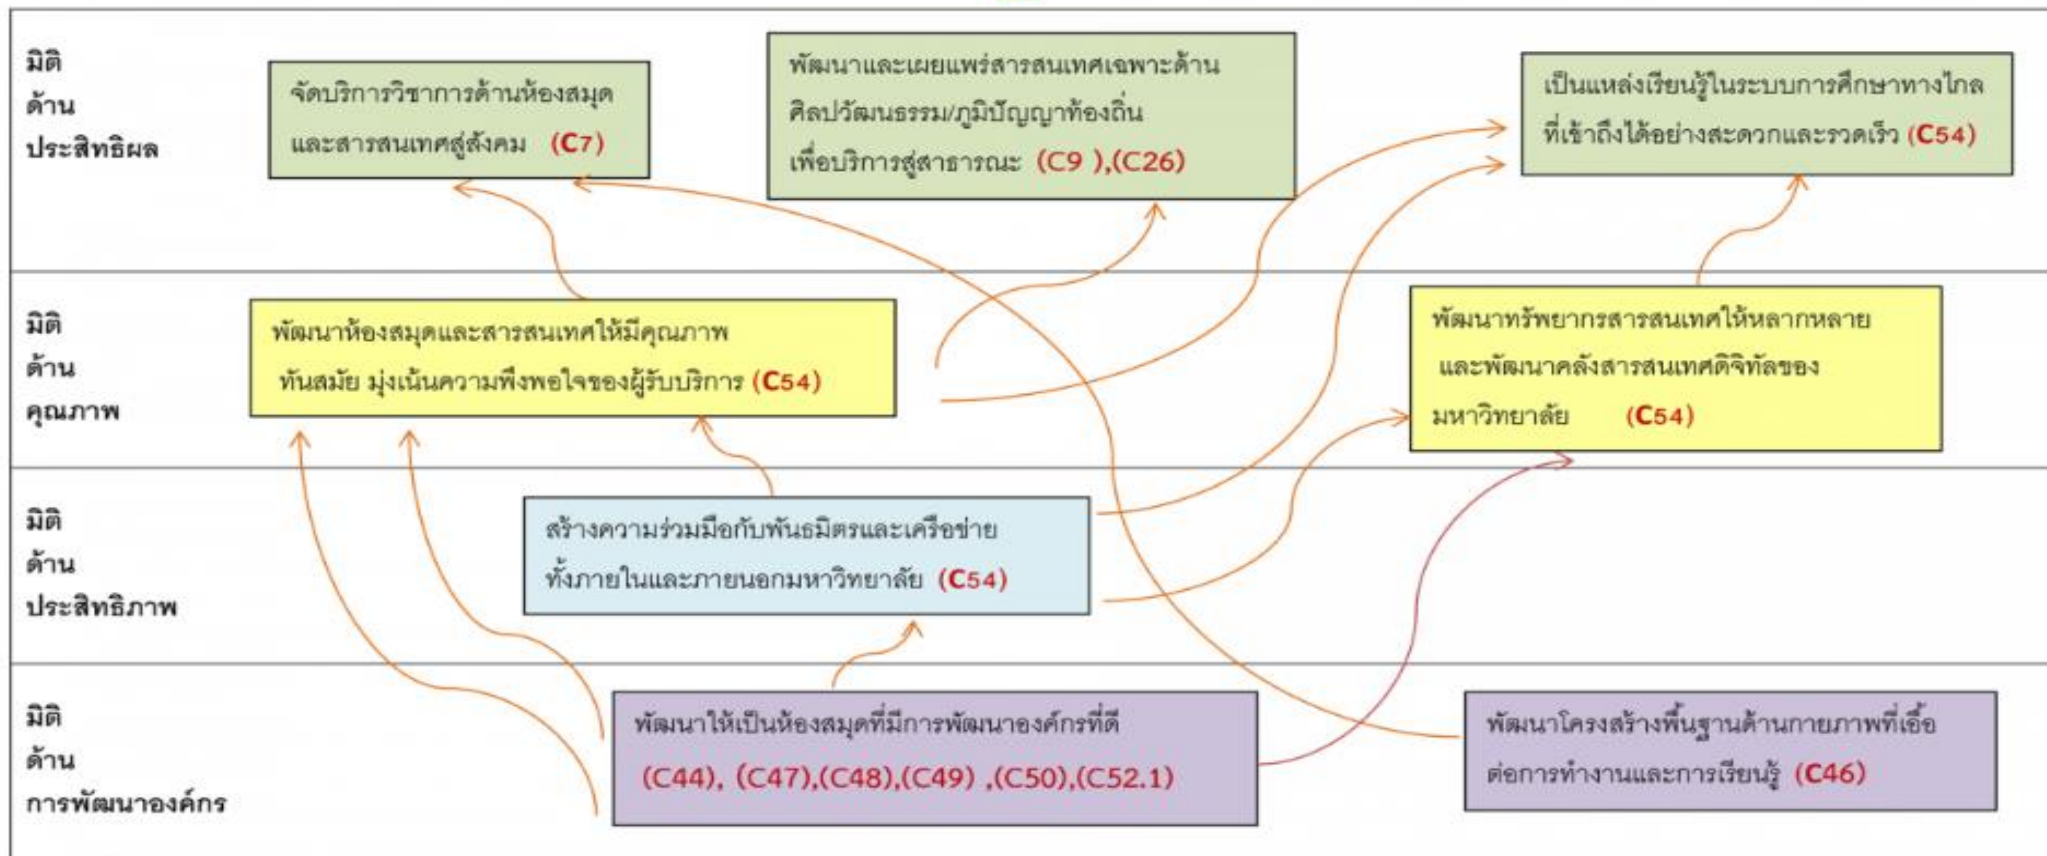 มิติ
ด้าน
ประสิทธิผล
จัดบริการวิชาการด้านห้องสมุด
และสารสนเทศสู่สังคม (C7)
พัฒนาและเผยแพร่สารสนเทศเฉพาะด้าน
ศิลปวัฒนธรรม/ภูมิปัญญาท้องถิ่น
เพื่อบริการสู่สาธารณะ (C9 ),(C26)
เป็นแหล่งเรียนรู้ในระบบการศึกษาทางไกล
ที่เข้าถึงได้อย่างสะดวกและรวดเร็ว (C54)
มิติ
ด้าน
คุณภาพ
พัฒนาห้องสมุดและสารสนเทศให้มีคุณภาพ
ทันสมัย มุ่งเน้นความพึงพอใจของผู้รับบริการ (C54)
พัฒนาทรัพยากรสารสนเทศให้หลากหลาย
และพัฒนาคลังสารสนเทศดิจิทัลของ
มหาวิทยาลัย (C54)
มิติ
ด้าน
ประสิทธิภาพ
สร้างความร่วมมือกับพันธมิตรและเครือข่าย
ทั้งภายในและภายนอกมหาวิทยาลัย (C54)
มิติ
ด้าน
การพัฒนาองค์กร
พัฒนาให้เป็นห้องสมุดที่มีการพัฒนาองค์กรที่ดี
(C44), (C47),(C48),(C49) ,(C50),(C52.1)
พัฒนาโครงสร้างพื้นฐานด้านกายภาพที่เอื้อ
ต่อการทำงานและการเรียนรู้ (C46)